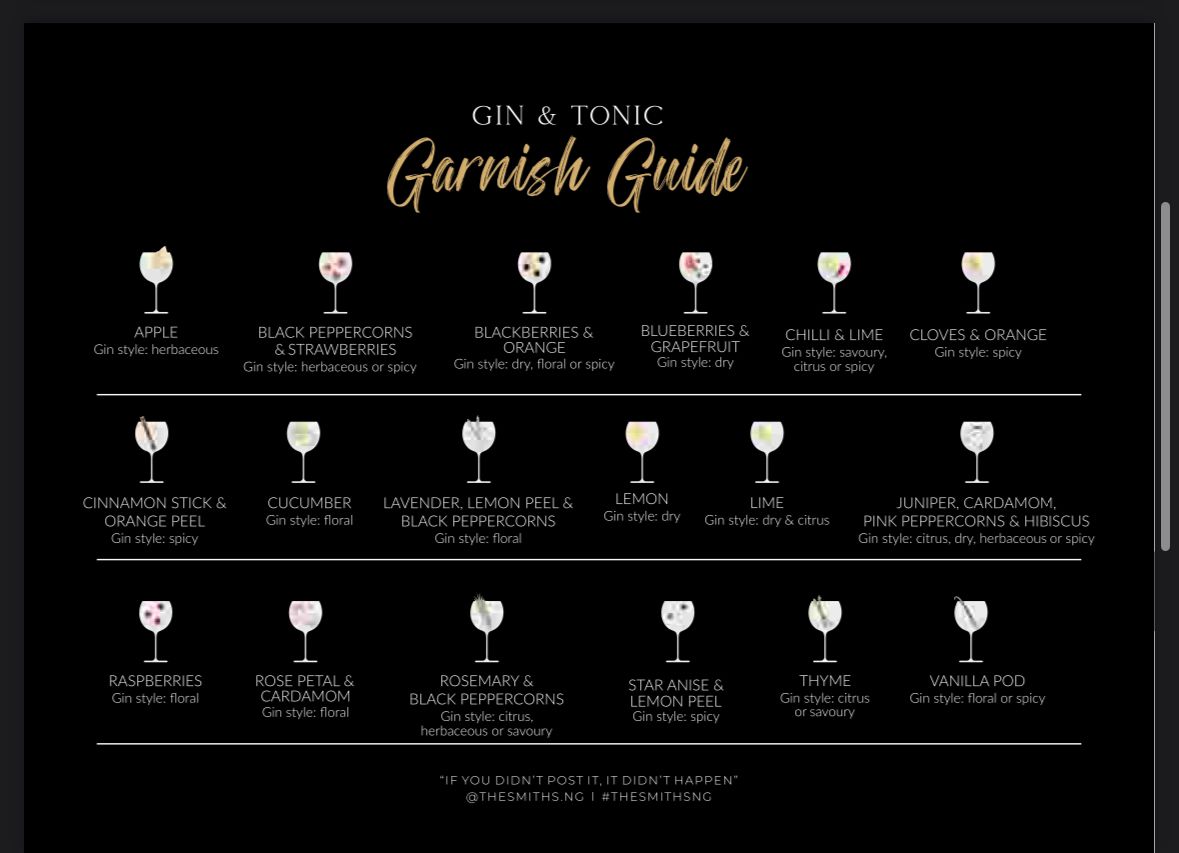 GIN & TONIC
Garnish Guide
APPLE
Gin style: herbaceous
BLACK PEPPERCORNS
& STRAWBERRIES
Gin style: herbaceous or spicy
BLACKBERRIES &
ORANGE
Gin style: dry, floral or spicy
BLUEBERRIES &
GRAPEFRUIT
Gin style: dry
CHILLI & LIME
Gin style: savoury,
citrus or spicy
CLOVES & ORANGE
Gin style: spicy
CINNAMON STICK &
ORANGE PEEL
Gin style: spicy
CUCUMBER
Gin style: floral
LAVENDER, LEMON PEEL &
BLACK PEPPERCORNS
Gin style: floral
LEMON
Gin style: dry
LIME
Gin style: dry & citrus
JUNIPER, CARDAMOM,
PINK PEPPERCORNS & HIBISCUS
Gin style: citrus, dry, herbaceous or spicy
RASPBERRIES
Gin style: floral
ROSE PETAL &
CARDAMOM
Gin style: floral
ROSEMARY &
BLACK PEPPERCORNS
Gin style: citrus,
herbaceous or savoury
STAR ANISE &
LEMON PEEL
Gin style: spicy
THYME
Gin style: citrus
or savoury
VANILLA POD
Gin style: floral or spicy
“IF YOU DIDN’T POST IT, IT DIDN’T HAPPEN”
@THESMITHS.NG I #THESMITHSNG